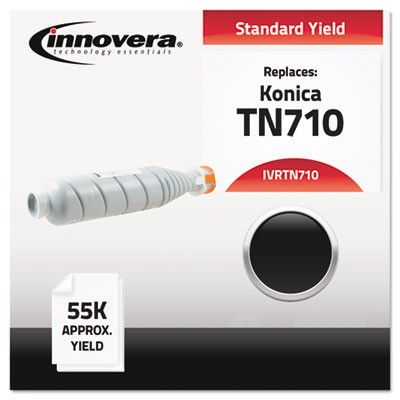 innovera®
technology essentials
Standard Yield
Replaces:
Konica
TN710
IVRTN710
55K
APPROX.
YIELD